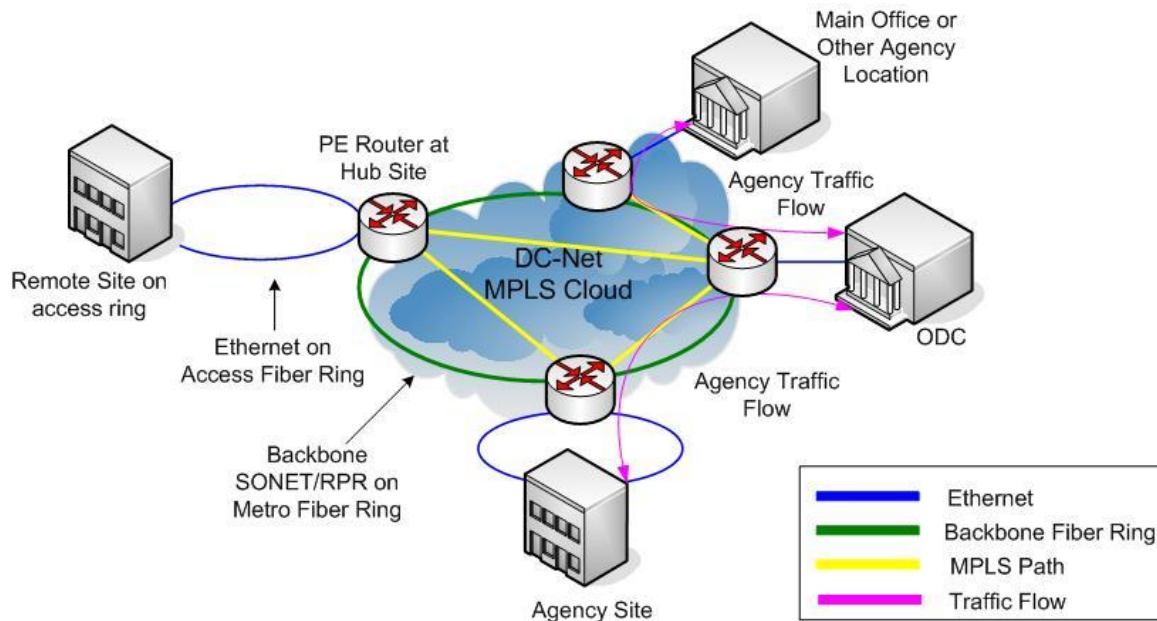 Main Office or
Other Agency
Location
PE Router at
Hub Site
Agency Traffic
Flow
DC-Net
MPLS Cloud
Remote Site on
access ring
ODC
Ethernet on
Access Fiber Ring
Agency Traffic
Flow
Backbone
SONET/RPR on
Metro Fiber Ring
Agency Site
Ethernet
Backbone Fiber Ring
MPLS Path
Traffic Flow